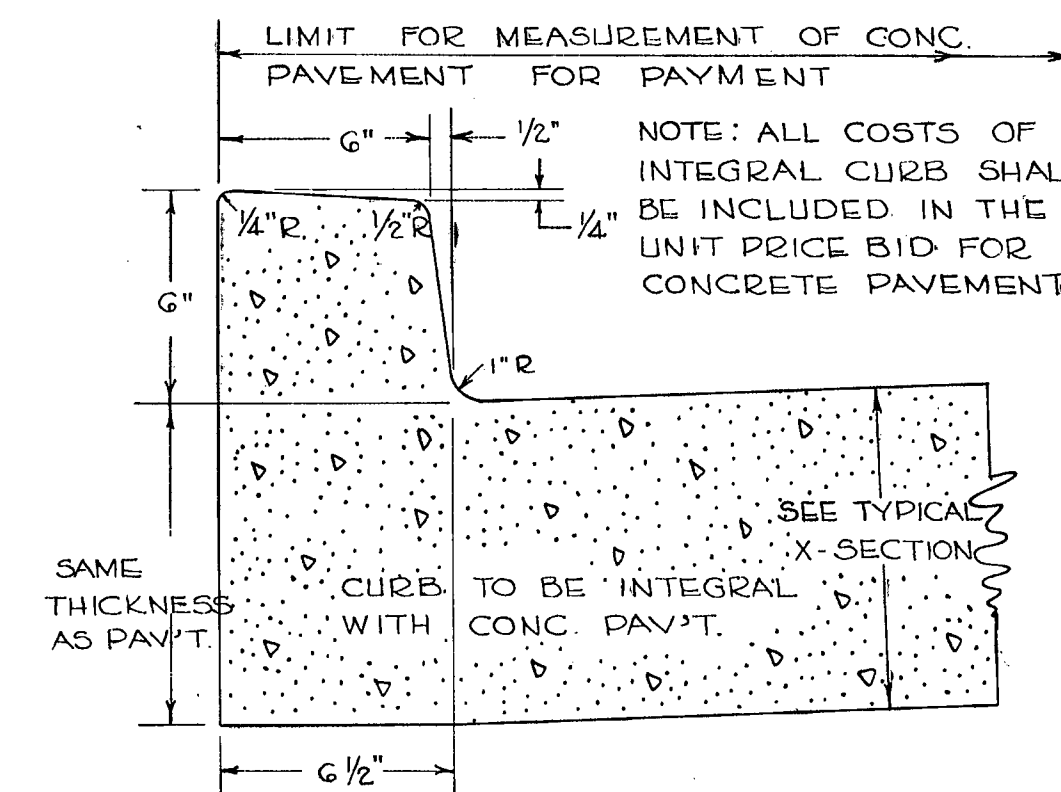 LIMIT FOR MEASUREMENT OF CONC.
PAVEMENT FOR PAYMENT
6"
1/2"
NOTE: ALL COSTS OF
INTEGRAL CURB SHAL
BE INCLUDED IN THE
UNIT PRICE BID FOR
CONCRETE PAVEMENT
1/4" R.
1/2" R
1/4"
6"
1" R
SEE TYPICAL
X-SECTION
SAME
THICKNESS
AS PAV'T.
CURB TO BE INTEGRAL
WITH CONC. PAV'T.
6 1/2"